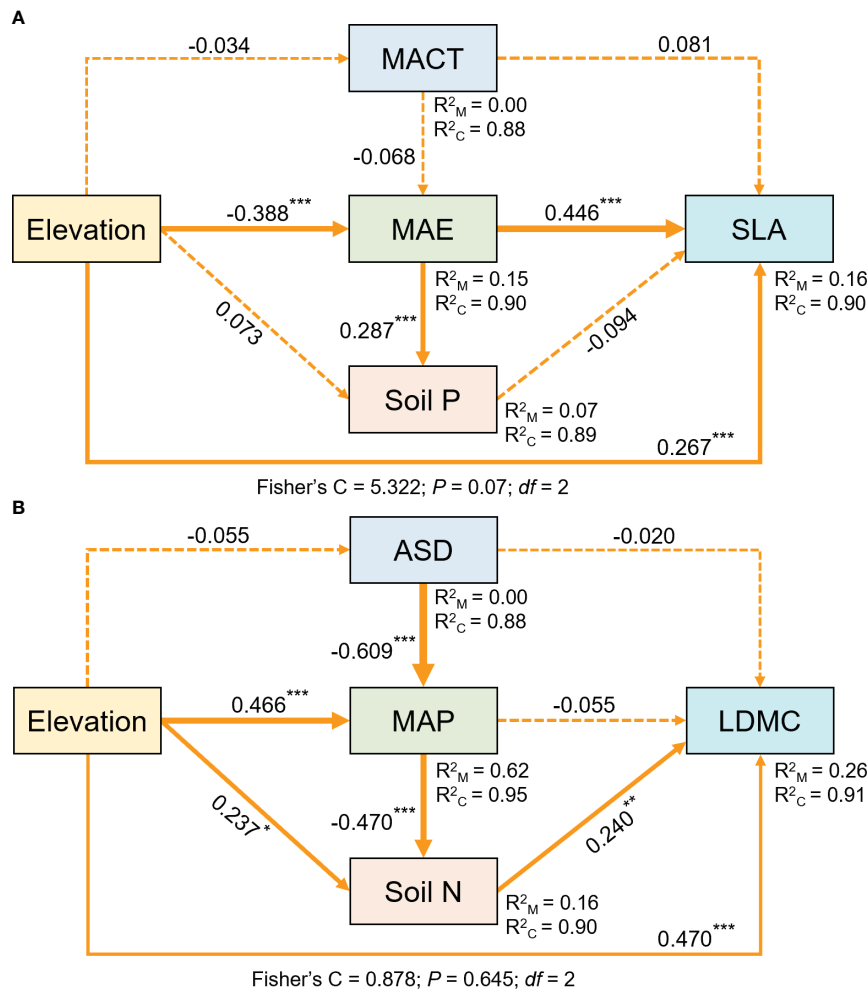 A
-0.034
MACT
0.081
R²M = 0.00
R²C = 0.88
-0.068
Elevation
-0.388***
MAE
0.446***
SLA
R²M = 0.15
R²C = 0.90
R²M = 0.16
R²C = 0.90
0.073
0.287***
-0.094
Soil P
R²M = 0.07
R²C = 0.89
0.267***
Fisher's C = 5.322; P = 0.07; df = 2
B
-0.055
ASD
-0.020
R²M = 0.00
R²C = 0.88
-0.609***
Elevation
0.466***
MAP
-0.055
LDMC
R²M = 0.62
R²C = 0.95
R²M = 0.26
R²C = 0.91
0.237*
-0.470***
0.240**
Soil N
R²M = 0.16
R²C = 0.90
0.470***
Fisher's C = 0.878; P = 0.645; df = 2